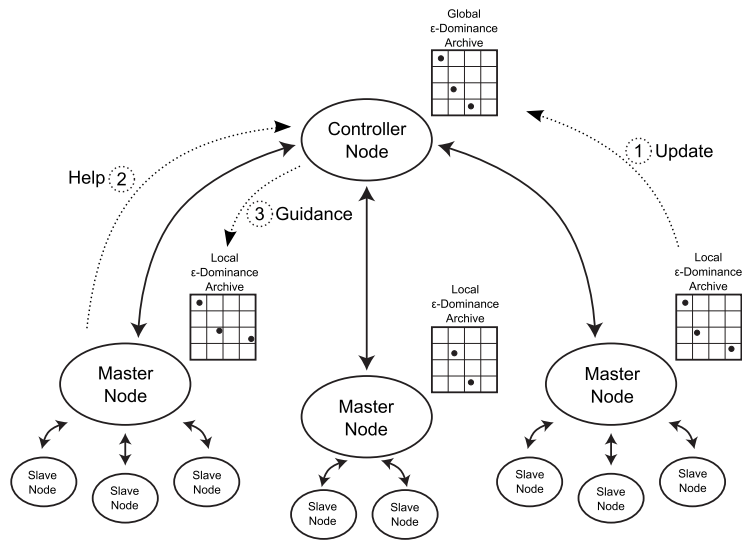 Global
ε-Dominance
Archive
Controller
Node
1 Update
Help 2
3 Guidance
Local
ε-Dominance
Archive
Local
ε-Dominance
Archive
Local
ε-Dominance
Archive
Master
Node
Master
Node
Master
Node
Slave
Node
Slave
Node
Slave
Node
Slave
Node
Slave
Node
Slave
Node
Slave
Node
Slave
Node